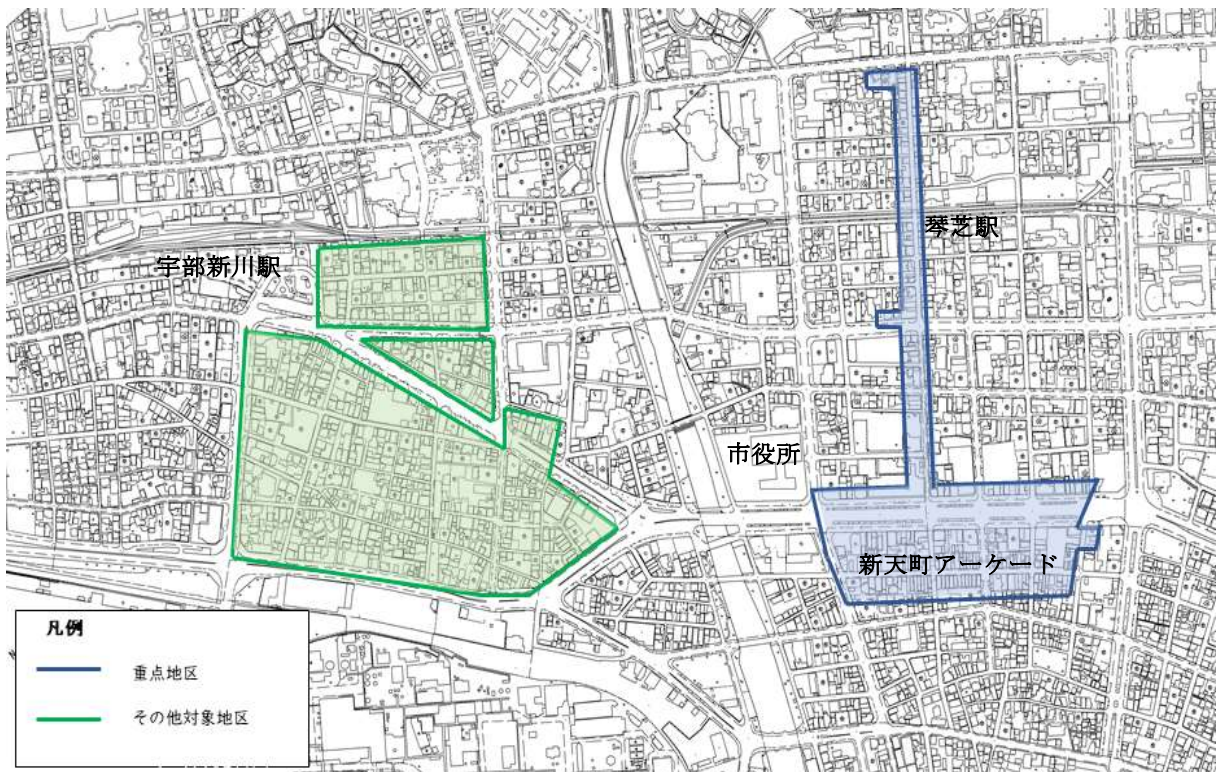 琴芝駅
宇部新川駅
市役所
新天町アーケード
凡例
重点地区
その他対象地区